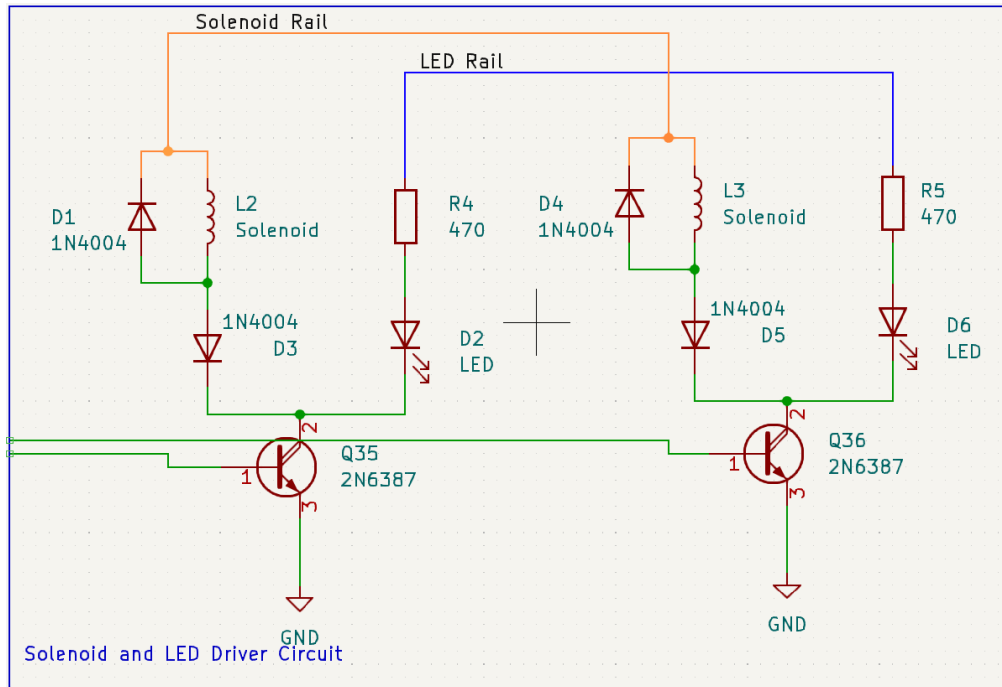 Solenoid Rail
LED Rail
D1
1N4004
L2
Solenoid
R4
470
D4
1N4004
L3
Solenoid
R5
470
1N4004
D3
D2
LED
1N4004
D5
D6
LED
2
1
3
Q35
2N6387
2
1
3
Q36
2N6387
GND
GND
Solenoid and LED Driver Circuit